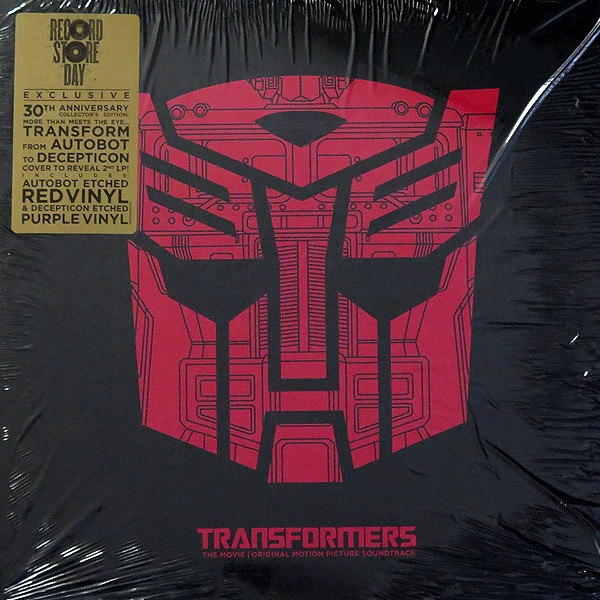 RECORD
STORE
DAY
EXCLUSIVE
30TH ANNIVERSARY
COLLECTOR'S EDITION:
MORE THAN MEETS THE EYE...
TRANSFORM
FROM AUTOBOT
TO DECEPTICON
COVER TO REVEAL 2ND LP!
INCLUDES
AUTOBOT ETCHED
RED VINYL
& DECEPTICON ETCHED
PURPLE VINYL
TRANSFORMERS
THE MOVIE | ORIGINAL MOTION PICTURE SOUNDTRACK